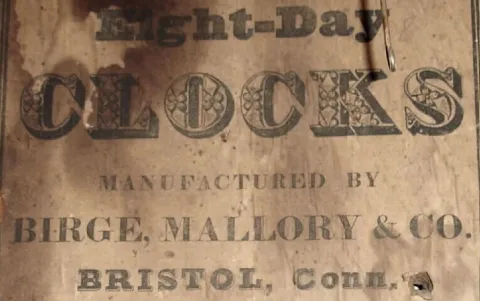 Eight-Day
CLOCKS
MANUFACTURED BY
BIRGE, MALLORY & CO.
BRISTOL, Conn.